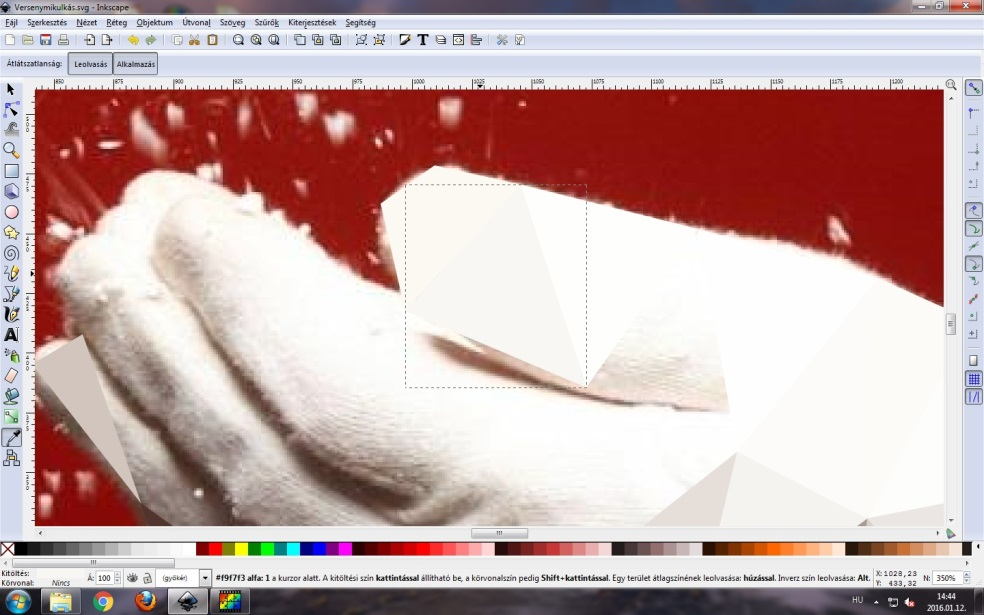 Versenymikulkás.svg - Inkscape
Fájl Szerkesztés Nézet Réteg Objektum Útvonal Szöveg Szűrők Kiterjesztések Segítség
Átlátszatlanság: Leolvasás Alkalmazás
850 875 900 925 950 975 1000 1025 1050 1075 1100 1125 1150 1175 1200
Kitöltés: Nincs
Körvonal: Nincs
Á: 100
(gyökér)
#f9f7f3 alfa: 1 a kurzor alatt. A kitöltési szín kattintással állítható be, a körvonalszín pedig Shift+kattintással. Egy terület átlagszínének leolvasása: húzással. Inverz szín leolvasása: Alt.
X: 1028,23
Y: 433,32
N: 350%
HU
14:44
2016.01.12.